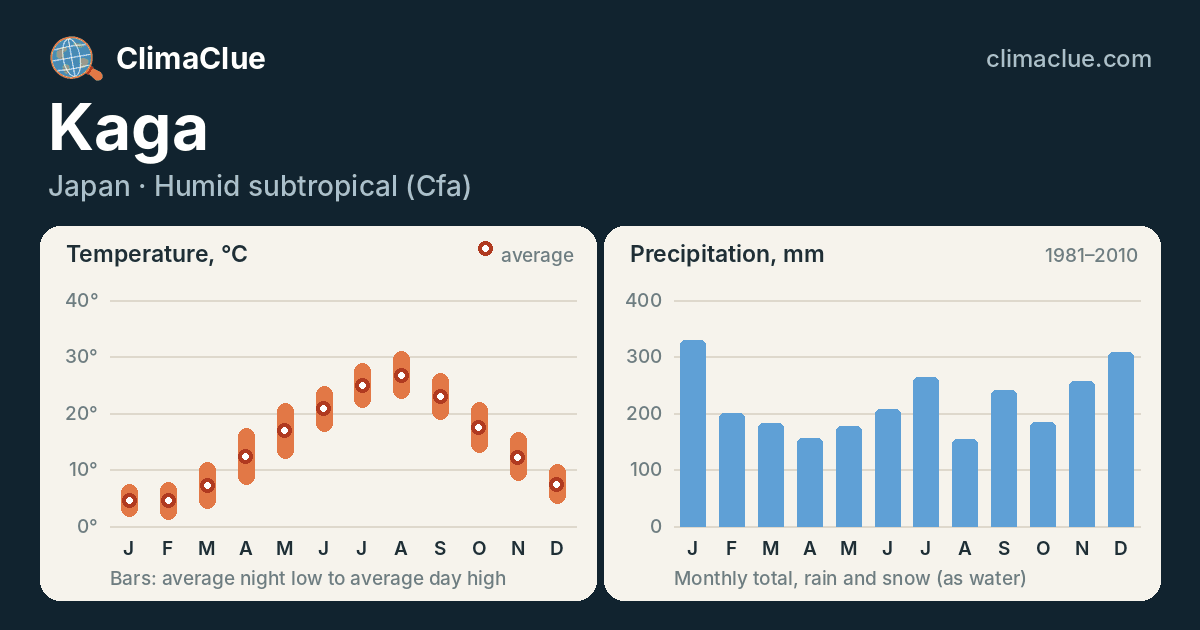 ClimaClue
climaclue.com
Kaga
Japan · Humid subtropical (Cfa)
Temperature, °C
average
40°
30°
20°
10°
0°
J F M A M J J A S O N D
Bars: average night low to average day high
Precipitation, mm
1981–2010
400
300
200
100
0
J F M A M J J A S O N D
Monthly total, rain and snow (as water)